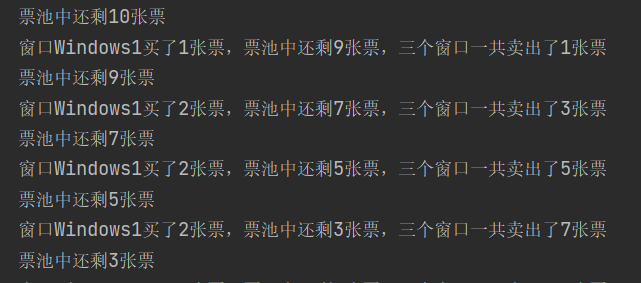 票池中还剩10张票
窗口Windows1买了1张票，票池中还剩9张票，三个窗口一共卖出了1张票
票池中还剩9张票
窗口Windows1买了2张票，票池中还剩7张票，三个窗口一共卖出了3张票
票池中还剩7张票
窗口Windows1买了2张票，票池中还剩5张票，三个窗口一共卖出了5张票
票池中还剩5张票
窗口Windows1买了2张票，票池中还剩3张票，三个窗口一共卖出了7张票
票池中还剩3张票